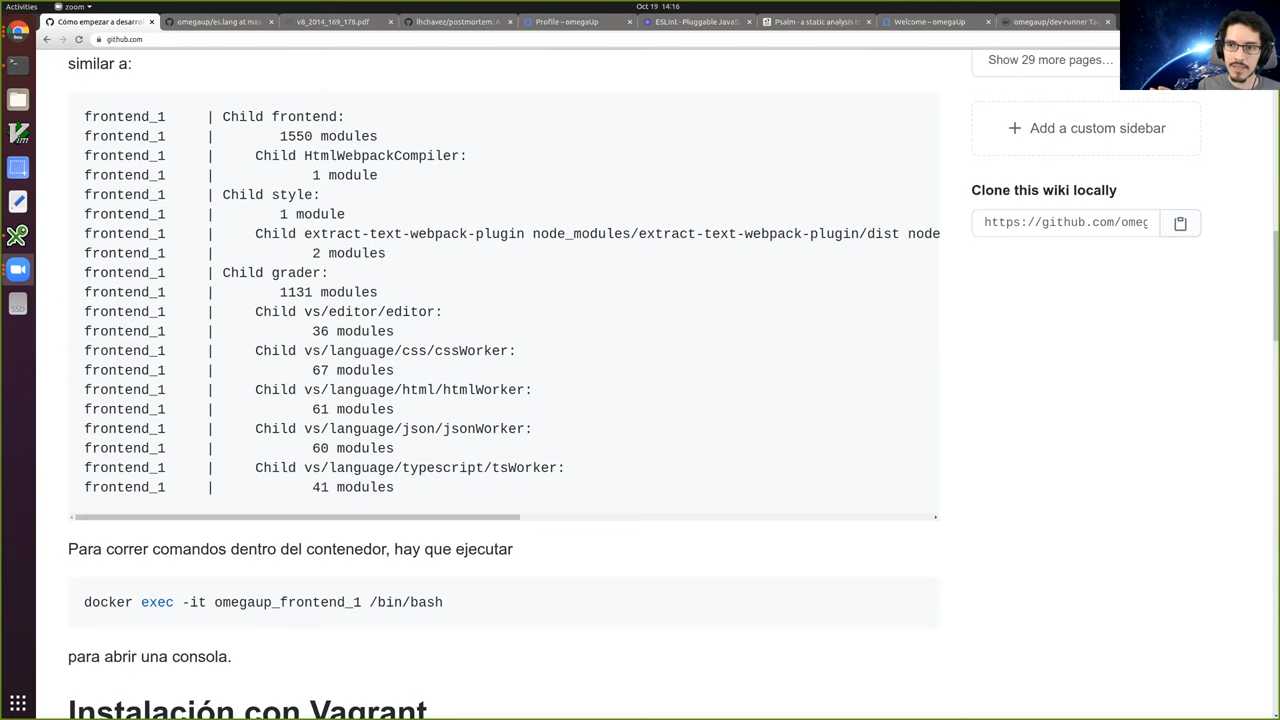 Activities
zoom
Oct 19 14:16
Cómo empezar a desarrol
omegaup/es.lang at mas
v8_2014_169_178.pdf
lhchavez/postmortem: A
Profile – omegaUp
ESLint - Pluggable JavaS
Psalm - a static analysis t
Welcome – omegaUp
omegaup/dev-runner Ta
github.com
similar a:
Show 29 more pages…
frontend_1 | Child frontend:
frontend_1 | 1550 modules
frontend_1 | Child HtmlWebpackCompiler:
frontend_1 | 1 module
frontend_1 | Child style:
frontend_1 | 1 module
frontend_1 | Child extract-text-webpack-plugin node_modules/extract-text-webpack-plugin/dist node
frontend_1 | 2 modules
frontend_1 | Child grader:
frontend_1 | 1131 modules
frontend_1 | Child vs/editor/editor:
frontend_1 | 36 modules
frontend_1 | Child vs/language/css/cssWorker:
frontend_1 | 67 modules
frontend_1 | Child vs/language/html/htmlWorker:
frontend_1 | 61 modules
frontend_1 | Child vs/language/json/jsonWorker:
frontend_1 | 60 modules
frontend_1 | Child vs/language/typescript/tsWorker:
frontend_1 | 41 modules
+ Add a custom sidebar
Clone this wiki locally
https://github.com/omeg
Para correr comandos dentro del contenedor, hay que ejecutar
docker exec -it omegaup_frontend_1 /bin/bash
para abrir una consola.
Instalación con Vagrant
SSD